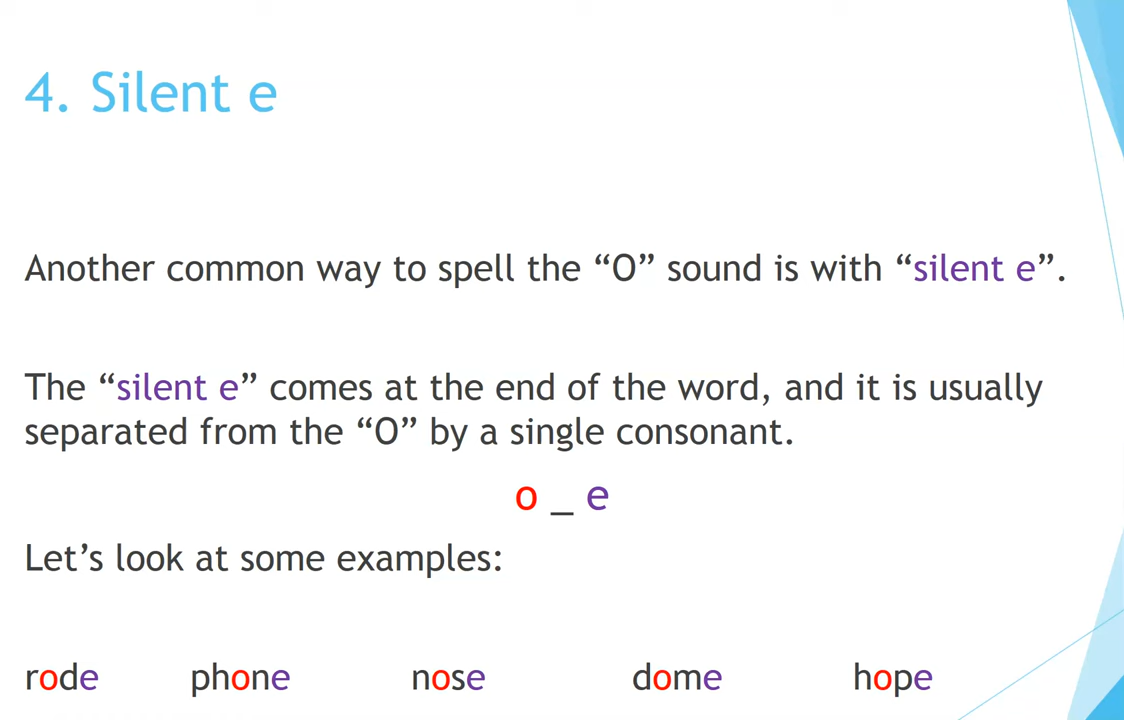 4. Silent e
Another common way to spell the “O” sound is with “silent e”.
The “silent e” comes at the end of the word, and it is usually
separated from the “O” by a single consonant.
o _ e
Let’s look at some examples:
rode phone nose dome hope